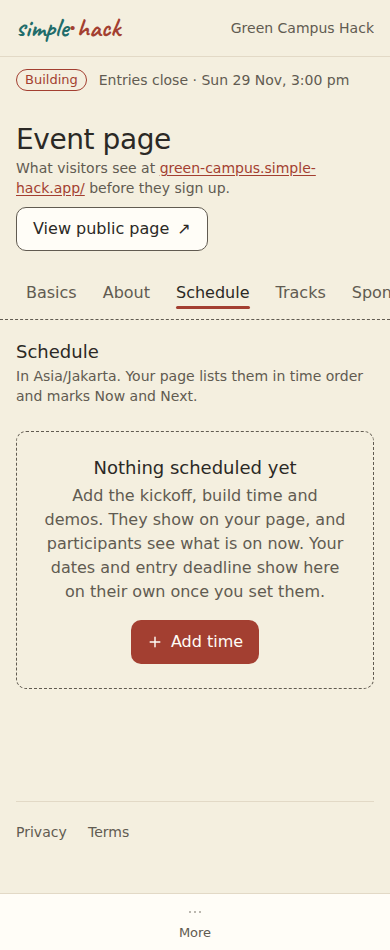 simple hack
Green Campus Hack
Building
Entries close · Sun 29 Nov, 3:00 pm
Event page
What visitors see at green-campus.simple-
hack.app/ before they sign up.
View public page ↗
Basics About Schedule Tracks Spon
Schedule
In Asia/Jakarta. Your page lists them in time order
and marks Now and Next.
Nothing scheduled yet
Add the kickoff, build time and
demos. They show on your page, and
participants see what is on now. Your
dates and entry deadline show here
on their own once you set them.
+ Add time
Privacy Terms
...
More